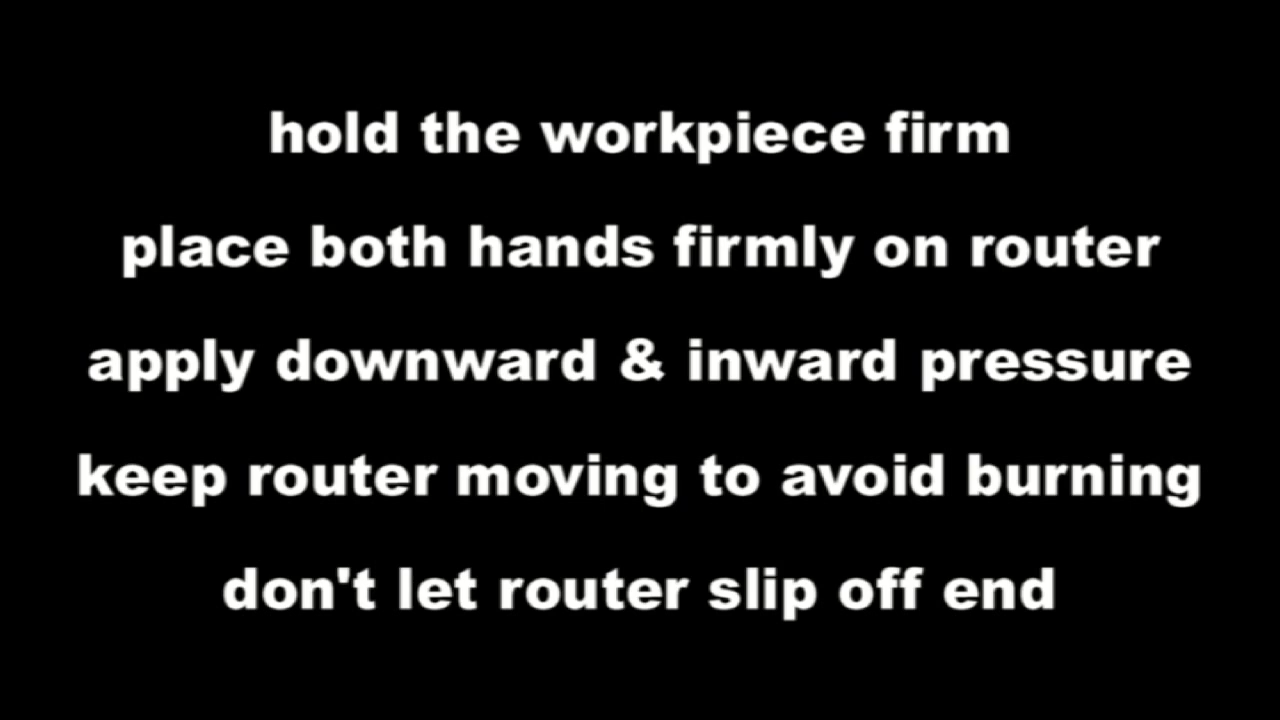 hold the workpiece firm
place both hands firmly on router
apply downward & inward pressure
keep router moving to avoid burning
don't let router slip off end